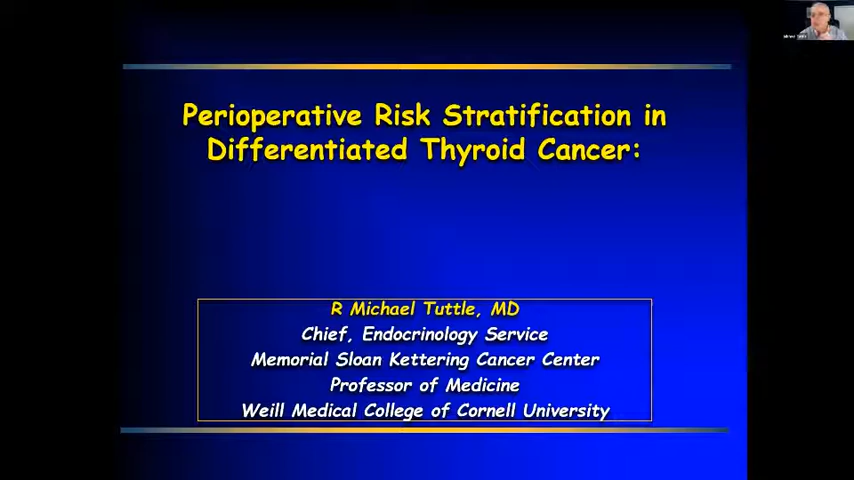 Perioperative Risk Stratification in
Differentiated Thyroid Cancer:
R Michael Tuttle, MD
Chief, Endocrinology Service
Memorial Sloan Kettering Cancer Center
Professor of Medicine
Weill Medical College of Cornell University